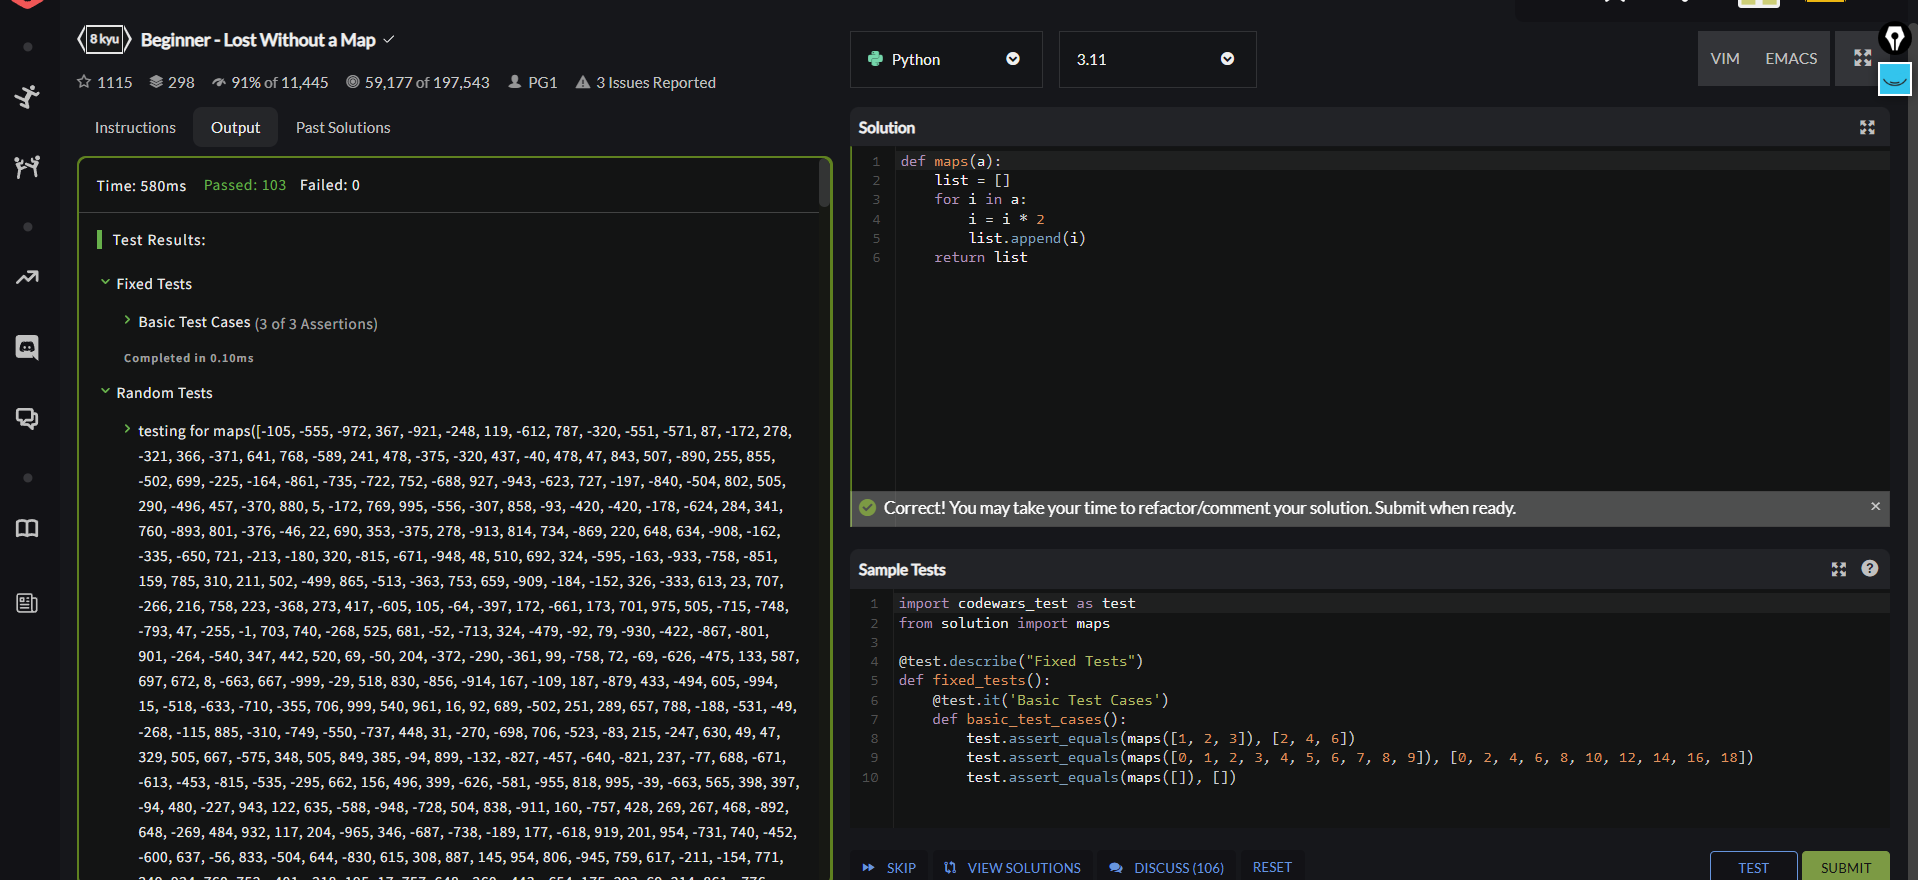 8 kyu
Beginner - Lost Without a Map
1115 298 91% of 11,445 59,177 of 197,543 PG1 3 Issues Reported
Instructions Output Past Solutions
Time: 580ms Passed: 103 Failed: 0
Test Results:
Fixed Tests
Basic Test Cases (3 of 3 Assertions)
Completed in 0.10ms
Random Tests
testing for maps([-105, -555, -972, 367, -921, -248, 119, -612, 787, -320, -551, -571, 87, -172, 278,
-321, 366, -371, 641, 768, -589, 241, 478, -375, -320, 437, -40, 478, 47, 843, 507, -890, 255, 855,
-502, 699, -225, -164, -861, -735, -722, 752, -688, 927, -943, -623, 727, -197, -840, -504, 802, 505,
290, -496, 457, -370, 880, 5, -172, 769, 995, -556, -307, 858, -93, -420, -420, -178, -624, 284, 341,
760, -893, 801, -376, -46, 22, 690, 353, -375, 278, -913, 814, 734, -869, 220, 648, 634, -908, -162,
-335, -650, 721, -213, -180, 320, -815, -671, -948, 48, 510, 692, 324, -595, -163, -933, -758, -851,
159, 785, 310, 211, 502, -499, 865, -513, -363, 753, 659, -909, -184, -152, 326, -333, 613, 23, 707,
-266, 216, 758, 223, -368, 273, 417, -605, 105, -64, -397, 172, -661, 173, 701, 975, 505, -715, -748,
-793, 47, -255, -1, 703, 740, -268, 525, 681, -52, -713, 324, -479, -92, 79, -930, -422, -867, -801,
901, -264, -540, 347, 442, 520, 69, -50, 204, -372, -290, -361, 99, -758, 72, -69, -626, -475, 133, 587,
697, 672, 8, -663, 667, -999, -29, 518, 830, -856, -914, 167, -109, 187, -879, 433, -494, 605, -994,
15, -518, -633, -710, -355, 706, 999, 540, 961, 16, 92, 689, -502, 251, 289, 657, 788, -188, -531, -49,
-268, -115, 885, -310, -749, -550, -737, 448, 31, -270, -698, 706, -523, -83, 215, -247, 630, 49, 47,
329, 505, 667, -575, 348, 505, 849, 385, -94, 899, -132, -827, -457, -640, -821, 237, -77, 688, -671,
-613, -453, -815, -535, -295, 662, 156, 496, 399, -626, -581, -955, 818, 995, -39, -663, 565, 398, 397,
-94, 480, -227, 943, 122, 635, -588, -948, -728, 504, 838, -911, 160, -757, 428, 269, 267, 468, -892,
648, -269, 484, 932, 117, 204, -965, 346, -687, -738, -189, 177, -618, 919, 201, 954, -731, 740, -452,
-600, 637, -56, 833, -504, 644, -830, 615, 308, 887, 145, 954, 806, -945, 759, 617, -211, -154, 771,
Python 3.11 VIM EMACS
Solution
1 def maps(a):
2 list = []
3 for i in a:
4 i = i * 2
5 list.append(i)
6 return list
Correct! You may take your time to refactor/comment your solution. Submit when ready.
Sample Tests
1 import codewars_test as test
2 from solution import maps
3
4 @test.describe("Fixed Tests")
5 def fixed_tests():
6 @test.it('Basic Test Cases')
7 def basic_test_cases():
8 test.assert_equals(maps([1, 2, 3]), [2, 4, 6])
9 test.assert_equals(maps([0, 1, 2, 3, 4, 5, 6, 7, 8, 9]), [0, 2, 4, 6, 8, 10, 12, 14, 16, 18])
10 test.assert_equals(maps([]), [])
SKIP VIEW SOLUTIONS DISCUSS (106) RESET TEST SUBMIT